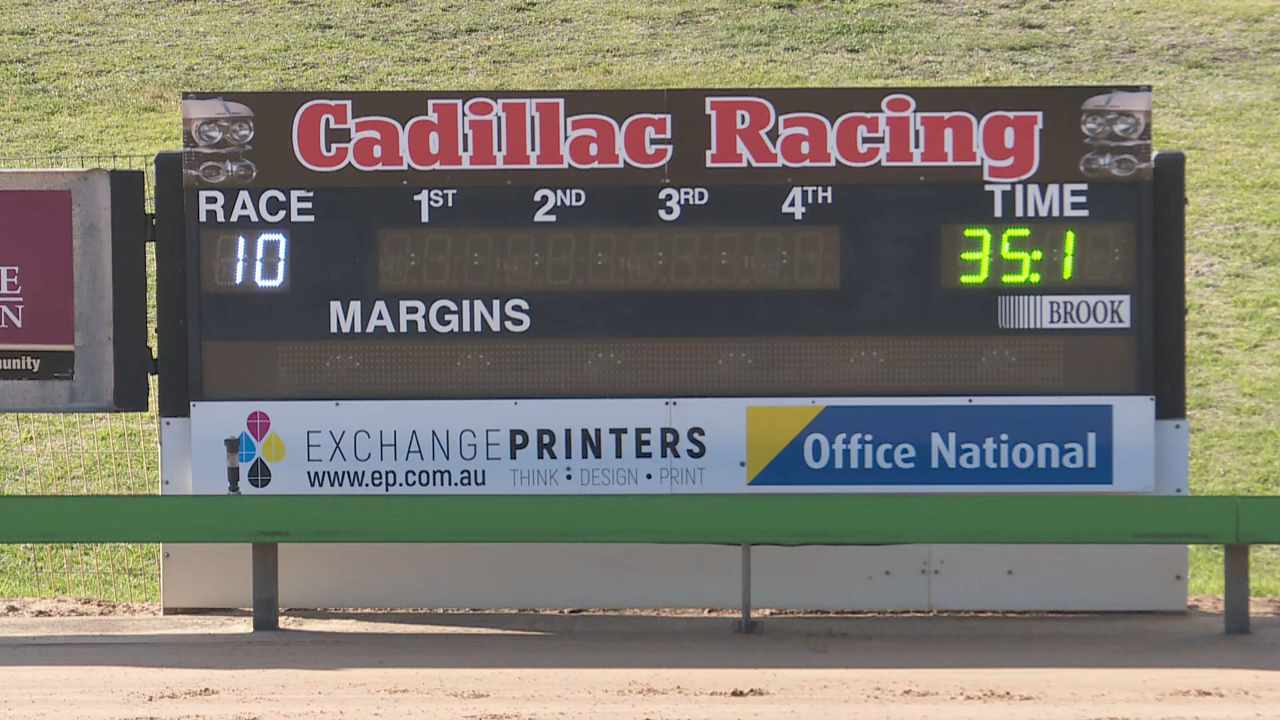 Cadillac Racing
RACE 1ST 2ND 3RD 4TH TIME
10 35:1
MARGINS BROOK
E
N
unity
EXCHANGEPRINTERS
www.ep.com.au THINK : DESIGN • PRINT
Office National